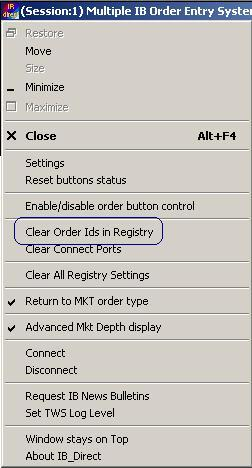 IB direct
(Session:1) Multiple IB Order Entry System
Restore
Move
Size
Minimize
Maximize
Close Alt+F4
Settings
Reset buttons status
Enable/disable order button control
Clear Order Ids in Registry
Clear Connect Ports
Clear All Registry Settings
Return to MKT order type
Advanced Mkt Depth display
Connect
Disconnect
Request IB News Bulletins
Set TWS Log Level
Window stays on Top
About IB_Direct